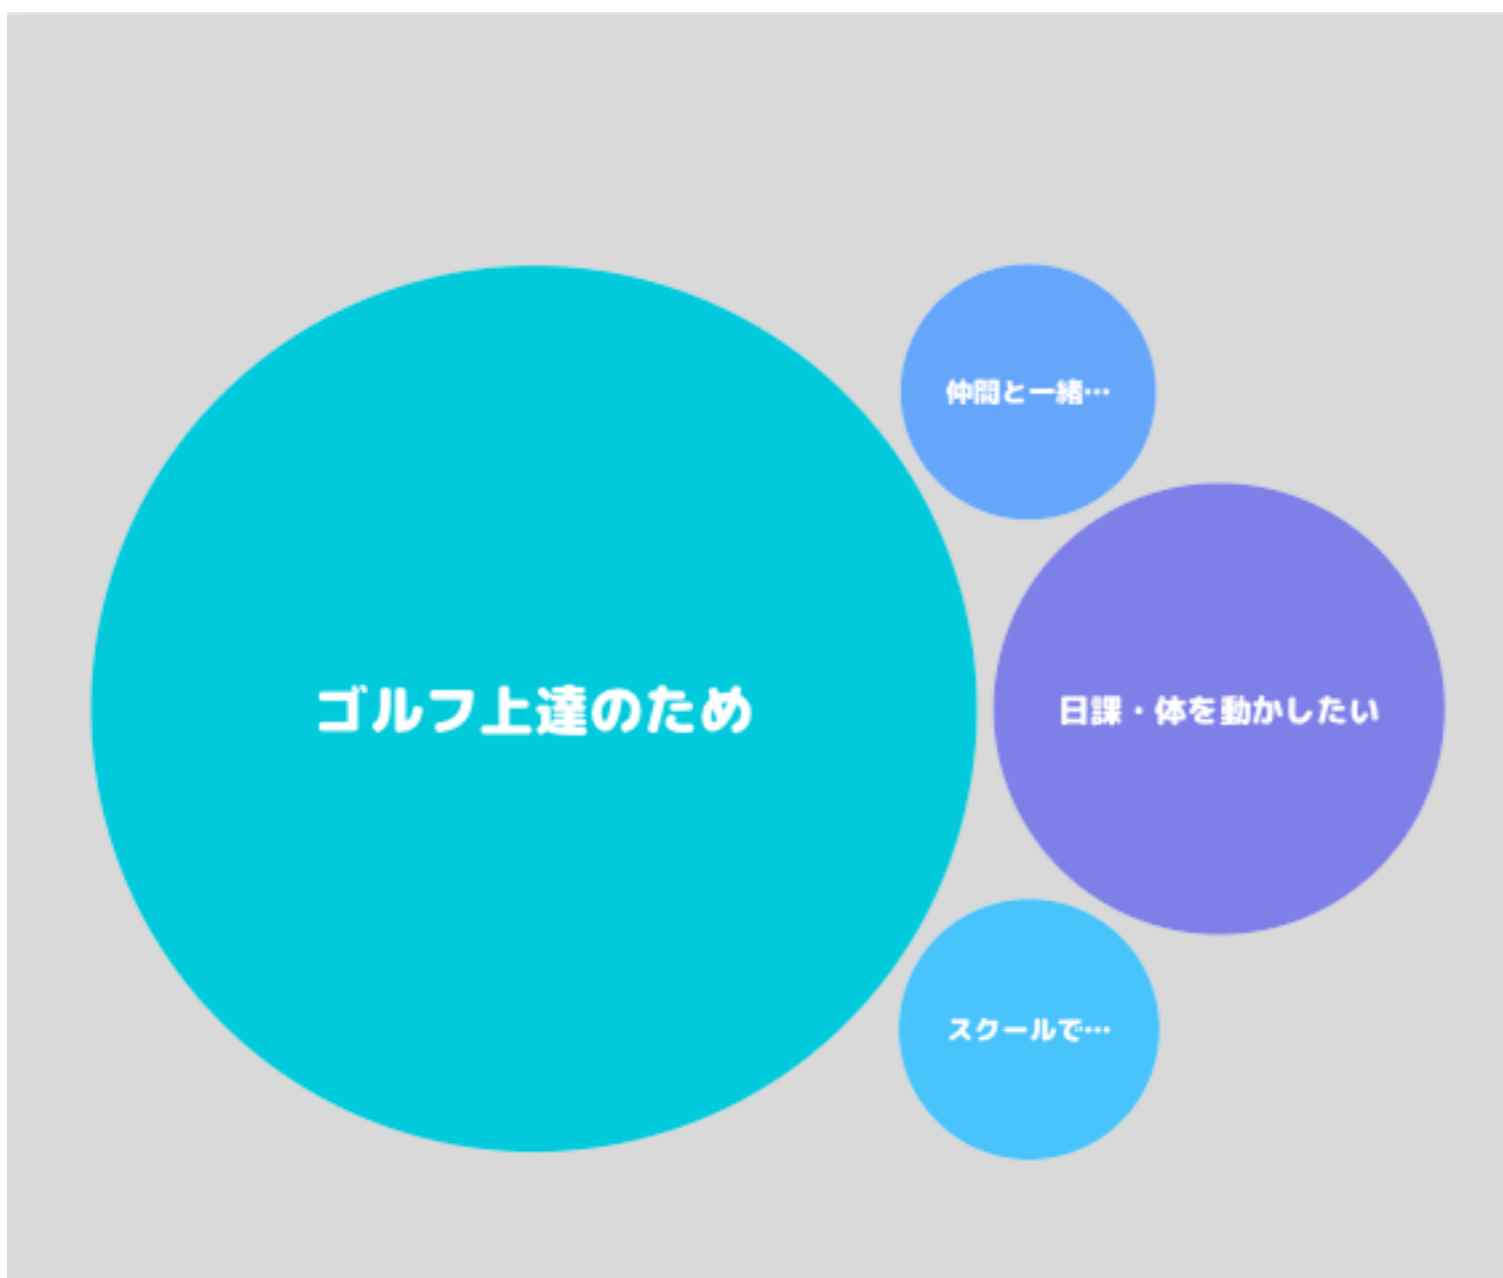 仲間と一緒…
ゴルフ上達のため
日課・体を動かしたい
スクールで…